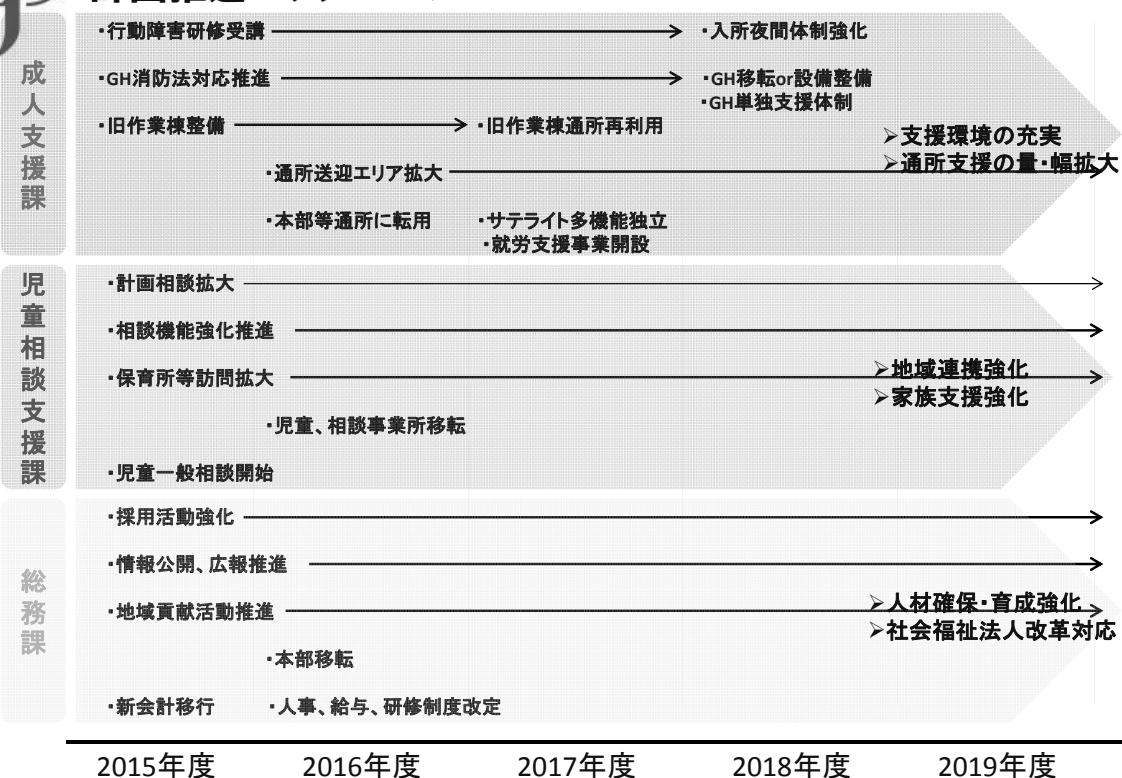 ・行動障害研修受講
・入所夜間体制強化
成人支援課
・GH消防法対応推進
・GH移転or設備整備
・GH単独支援体制
・旧作業棟整備
・旧作業棟通所再利用
➢支援環境の充実
➢通所支援の量・幅拡大
・通所送迎エリア拡大
・本部等通所に転用
・サテライト多機能独立
・就労支援事業開設
児童相談支援課
・計画相談拡大
・相談機能強化推進
・保育所等訪問拡大
➢地域連携強化
➢家族支援強化
・児童、相談事業所移転
・児童一般相談開始
総務課
・採用活動強化
・情報公開、広報推進
・地域貢献活動推進
➢人材確保・育成強化
➢社会福祉法人改革対応
・本部移転
・新会計移行
・人事、給与、研修制度改定
2015年度 2016年度 2017年度 2018年度 2019年度